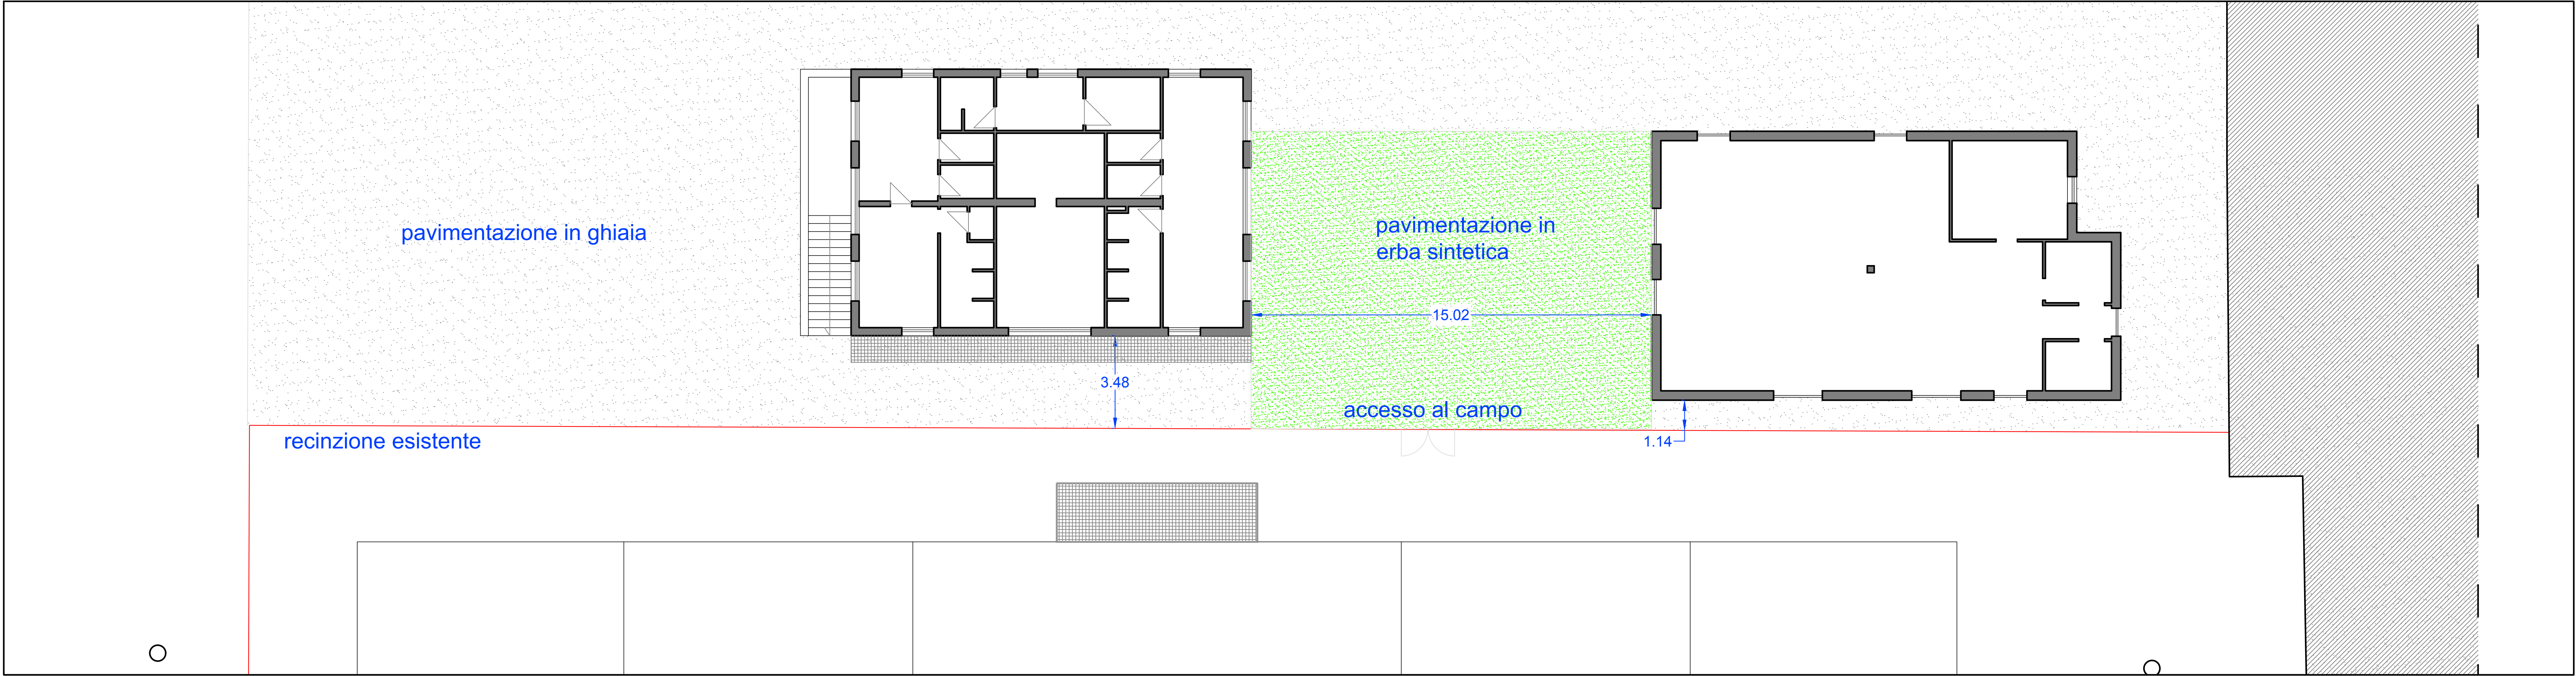 pavimentazione in ghiaia
pavimentazione in
erba sintetica
15.02
3.48
accesso al campo
recinzione esistente
1.14